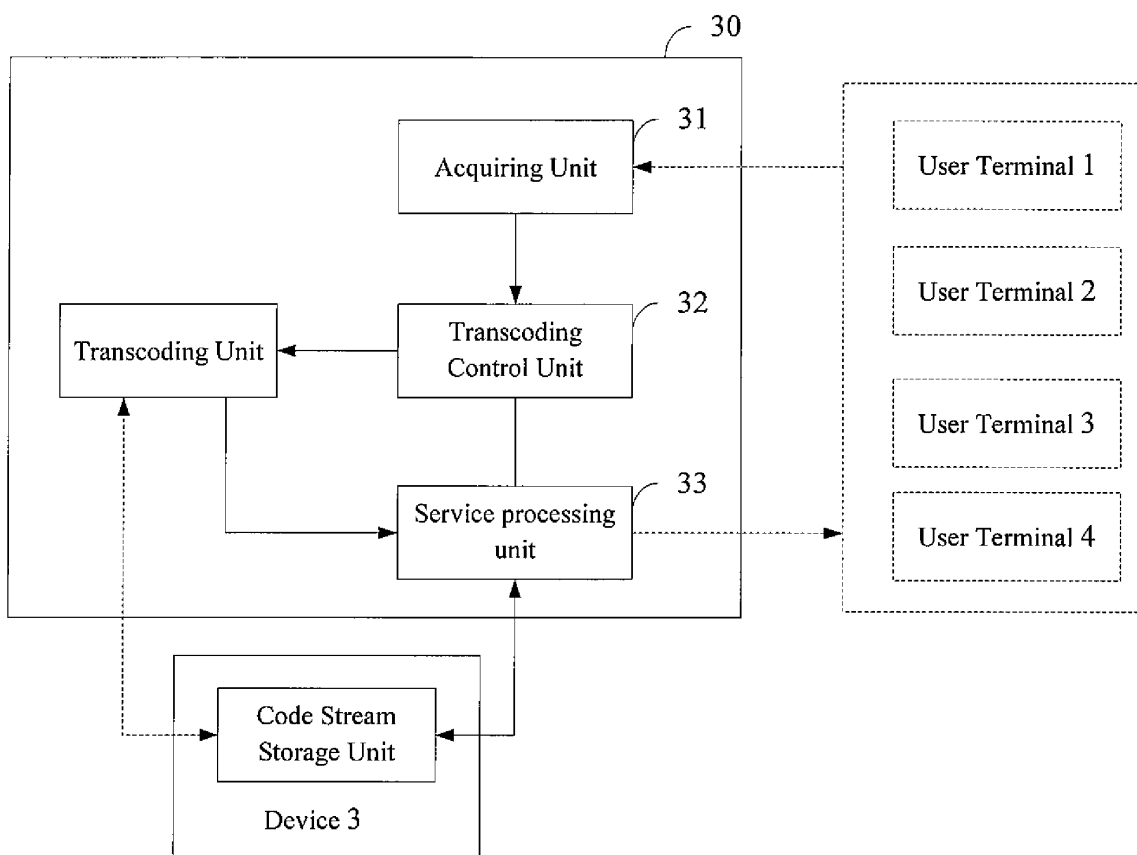 30
31
Acquiring Unit
User Terminal 1
32
Transcoding Unit
Transcoding
Control Unit
User Terminal 2
User Terminal 3
33
Service processing
unit
User Terminal 4
Code Stream
Storage Unit
Device 3